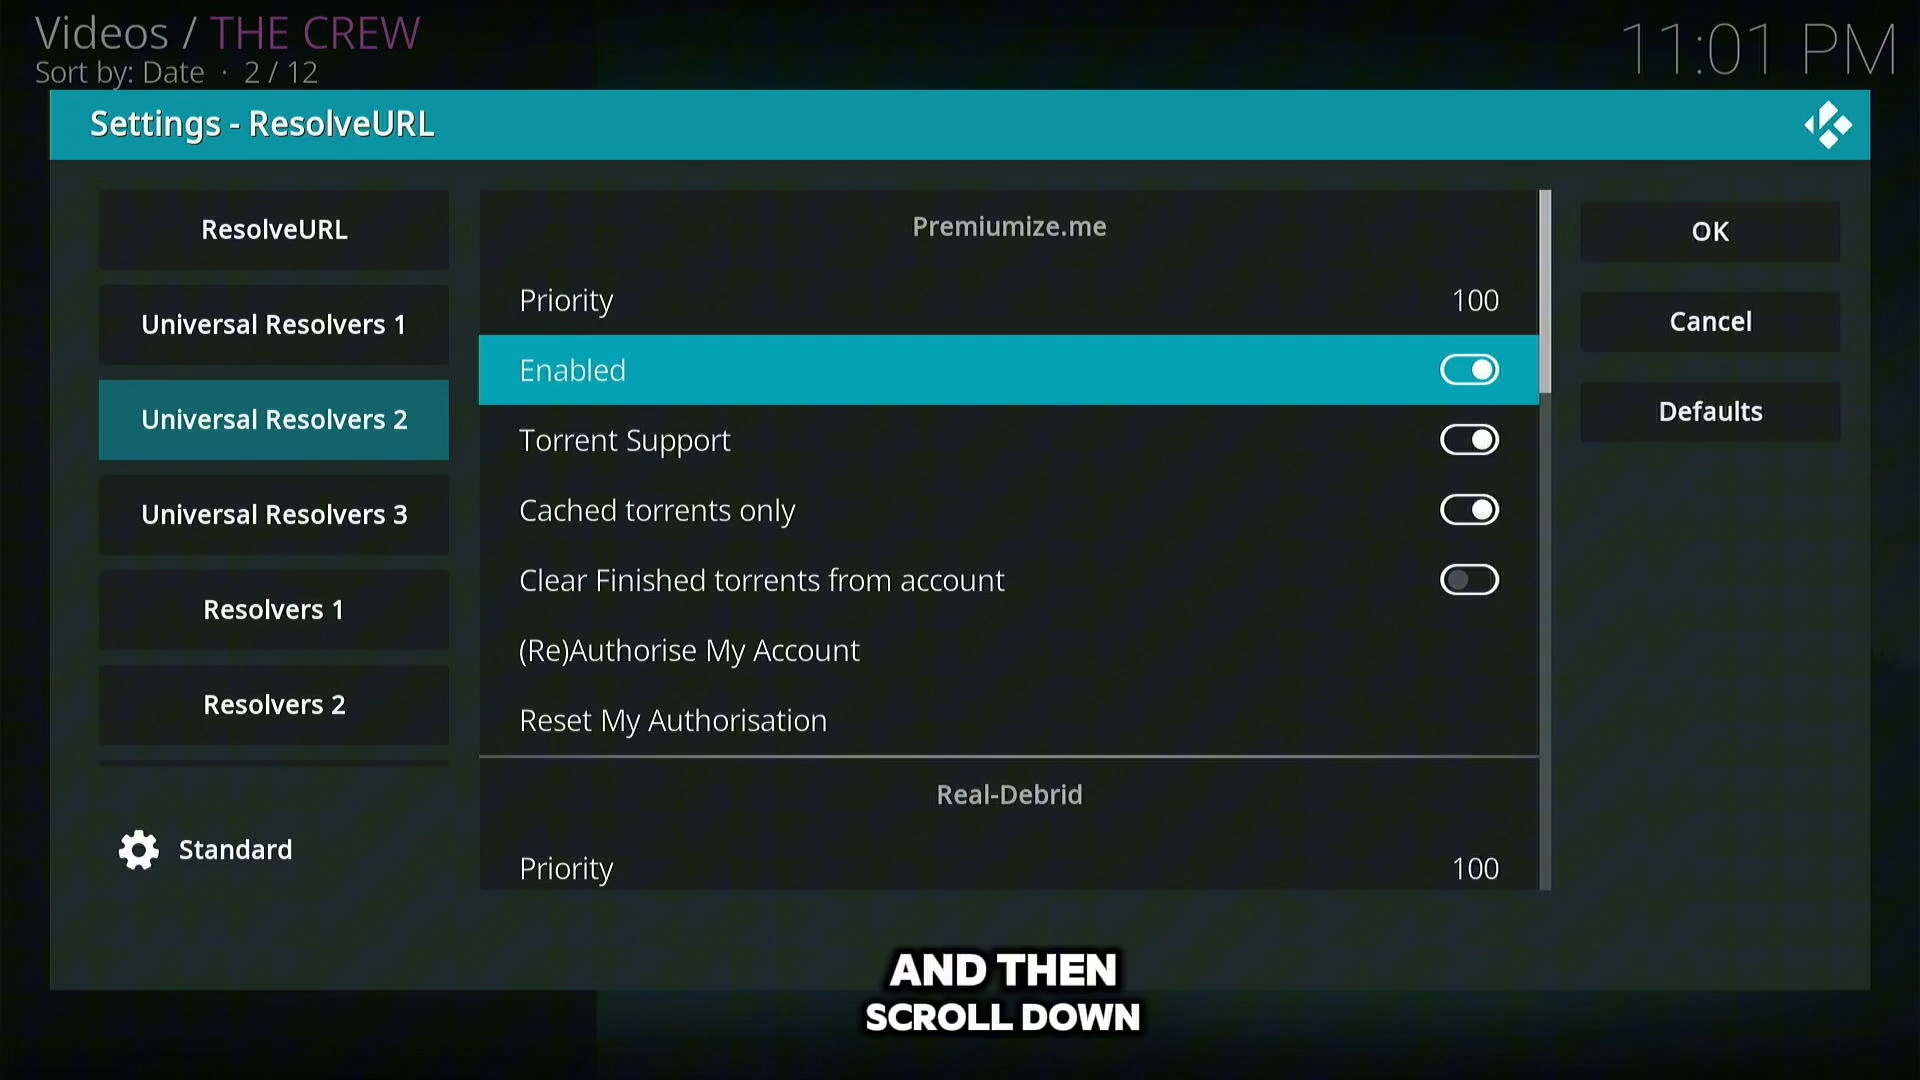 Videos / THE CREW
Sort by: Date · 2 / 12
11:01 PM
Settings - ResolveURL
ResolveURL
Universal Resolvers 1
Universal Resolvers 2
Universal Resolvers 3
Resolvers 1
Resolvers 2
Standard
Premiumize.me
Priority 100
Enabled
Torrent Support
Cached torrents only
Clear Finished torrents from account
(Re)Authorise My Account
Reset My Authorisation
Real-Debrid
Priority 100
OK
Cancel
Defaults
AND THEN
SCROLL DOWN